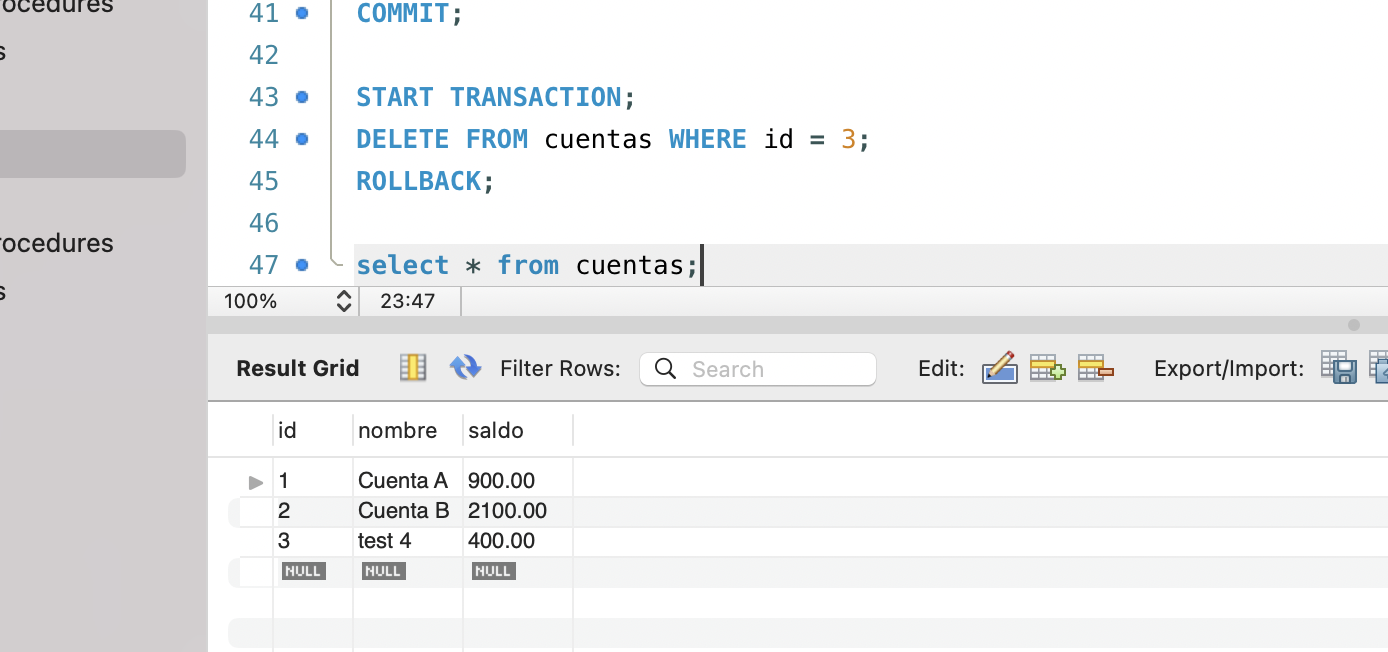 ocedures
41 COMMIT;
s
42
43 START TRANSACTION;
44 DELETE FROM cuentas WHERE id = 3;
45 ROLLBACK;
46
ocedures
47 select * from cuentas;
s
100% 23:47
Result Grid Filter Rows: Search Edit: Export/Import:
id nombre saldo
1 Cuenta A 900.00
2 Cuenta B 2100.00
3 test 4 400.00
NULL NULL NULL